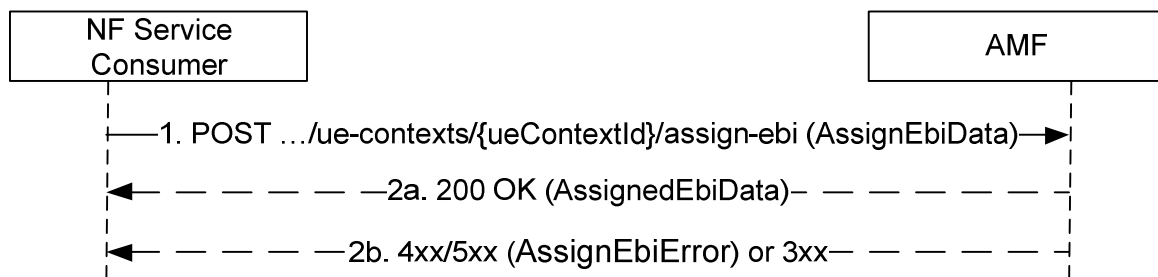 NF Service
Consumer
AMF
1. POST …/ue-contexts/{ueContextId}/assign-ebi (AssignEbiData)
2a. 200 OK (AssignedEbiData)
2b. 4xx/5xx (AssignEbiError) or 3xx